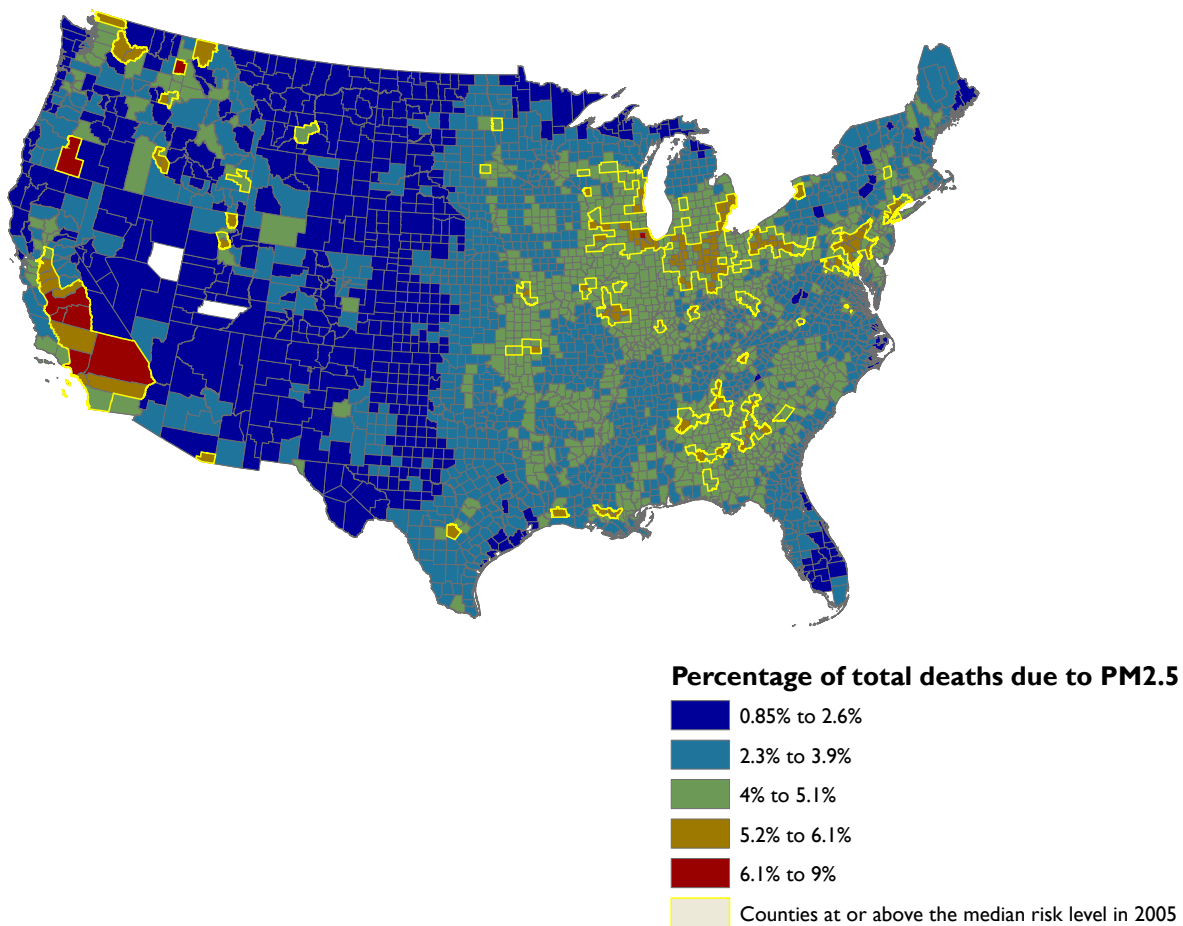 Percentage of total deaths due to PM2.5
0.85% to 2.6%
2.3% to 3.9%
4% to 5.1%
5.2% to 6.1%
6.1% to 9%
Counties at or above the median risk level in 2005